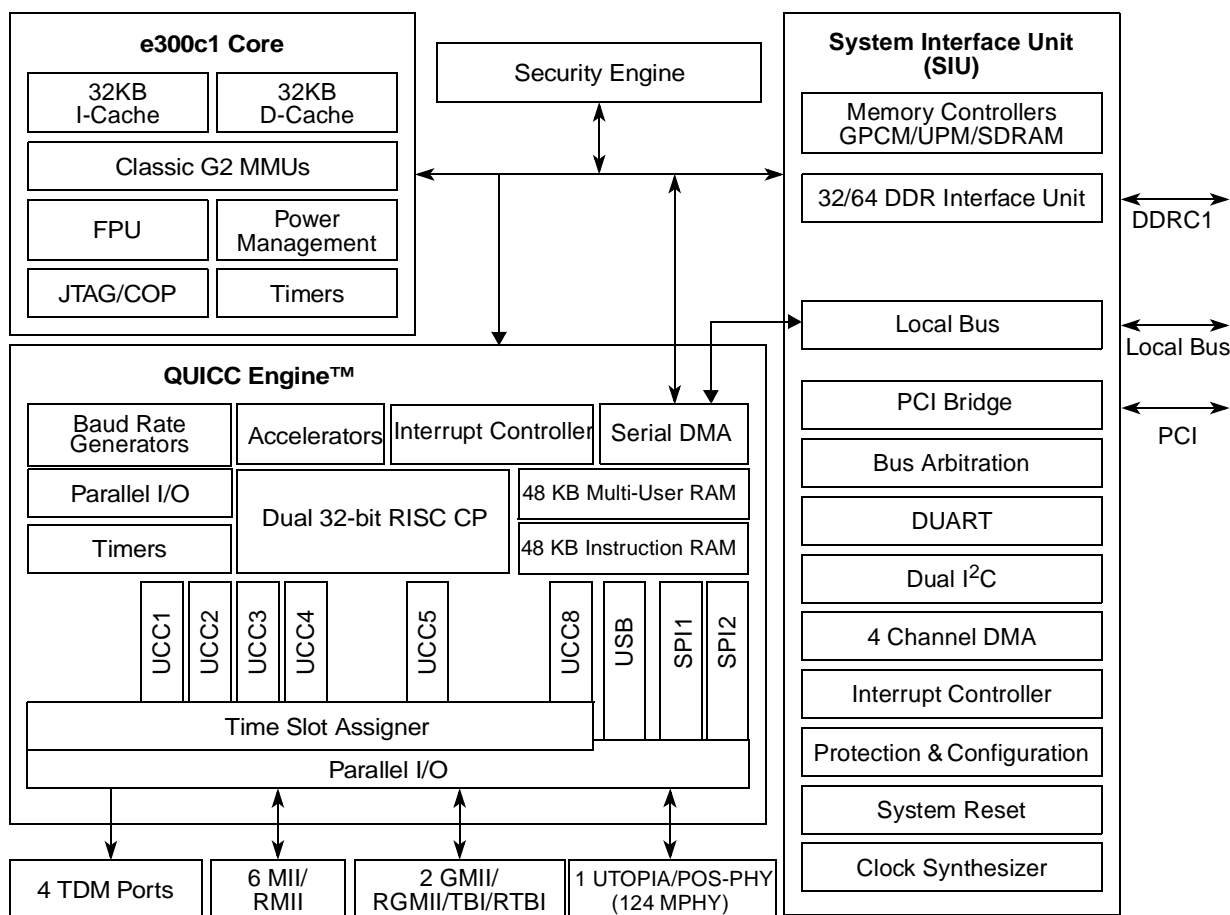 e300c1 Core
32KB
I-Cache
32KB
D-Cache
Classic G2 MMUs
FPU
Power
Management
JTAG/COP
Timers
Security Engine
System Interface Unit
(SIU)
Memory Controllers
GPCM/UPM/SDRAM
32/64 DDR Interface Unit
DDRC1
Local Bus
Local Bus
PCI Bridge
PCI
Bus Arbitration
DUART
Dual I²C
4 Channel DMA
Interrupt Controller
Protection & Configuration
System Reset
Clock Synthesizer
QUICC Engine™
Baud Rate
Generators
Accelerators
Interrupt Controller
Serial DMA
Parallel I/O
Dual 32-bit RISC CP
48 KB Multi-User RAM
Timers
48 KB Instruction RAM
UCC1
UCC2
UCC3
UCC4
UCC5
UCC8
USB
SPI1
SPI2
Time Slot Assigner
Parallel I/O
4 TDM Ports
6 MII/
RMII
2 GMII/
RGMII/TBI/RTBI
1 UTOPIA/POS-PHY
(124 MPHY)